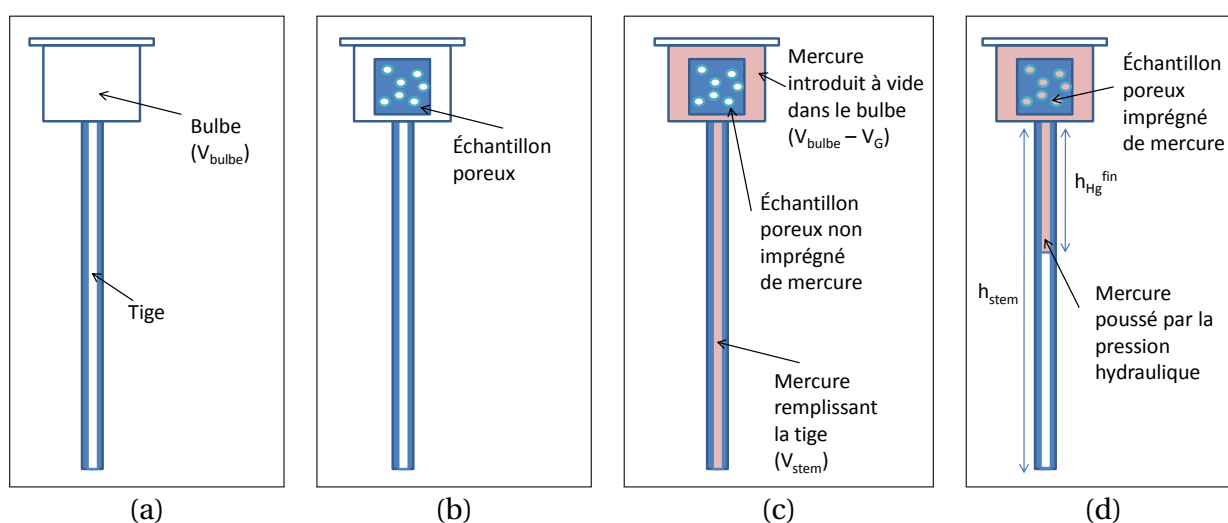 Bulbe
(V_bulbe)
Tige
(a)
Échantillon
poreux
(b)
Mercure
introduit à vide
dans le bulbe
(V_bulbe – V_G)
Échantillon
poreux non
imprégné
de mercure
Mercure
remplissant
la tige
(V_stem)
(c)
Échantillon
poreux
imprégné
de mercure
h_Hg^fin
h_stem
Mercure
poussé par la
pression
hydraulique
(d)